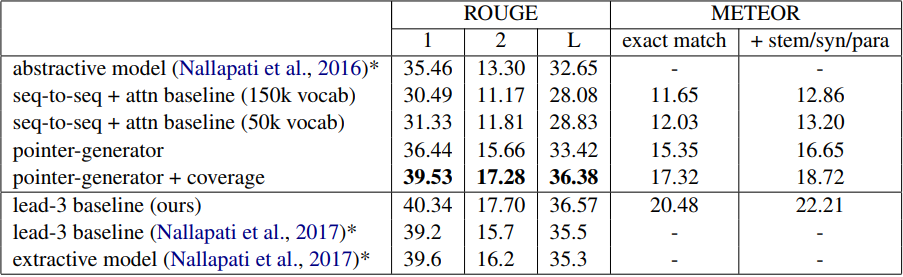 ROUGE METEOR
1 2 L exact match + stem/syn/para
abstractive model (Nallapati et al., 2016)* 35.46 13.30 32.65 - -
seq-to-seq + attn baseline (150k vocab) 30.49 11.17 28.08 11.65 12.86
seq-to-seq + attn baseline (50k vocab) 31.33 11.81 28.83 12.03 13.20
pointer-generator 36.44 15.66 33.42 15.35 16.65
pointer-generator + coverage 39.53 17.28 36.38 17.32 18.72
lead-3 baseline (ours) 40.34 17.70 36.57 20.48 22.21
lead-3 baseline (Nallapati et al., 2017)* 39.2 15.7 35.5 - -
extractive model (Nallapati et al., 2017)* 39.6 16.2 35.3 - -